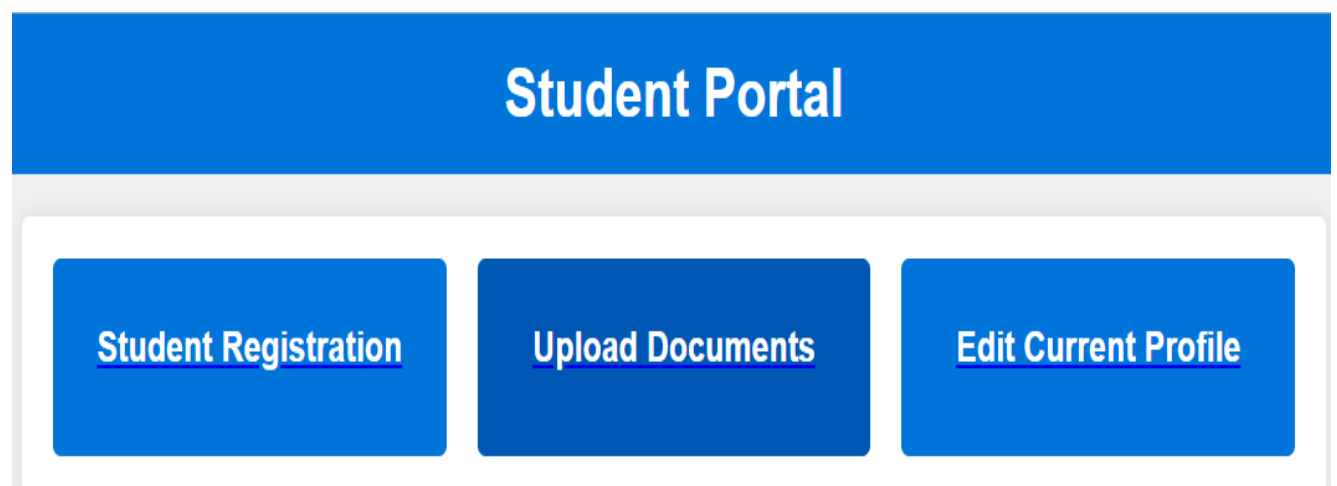 Student Portal
Student Registration
Upload Documents
Edit Current Profile